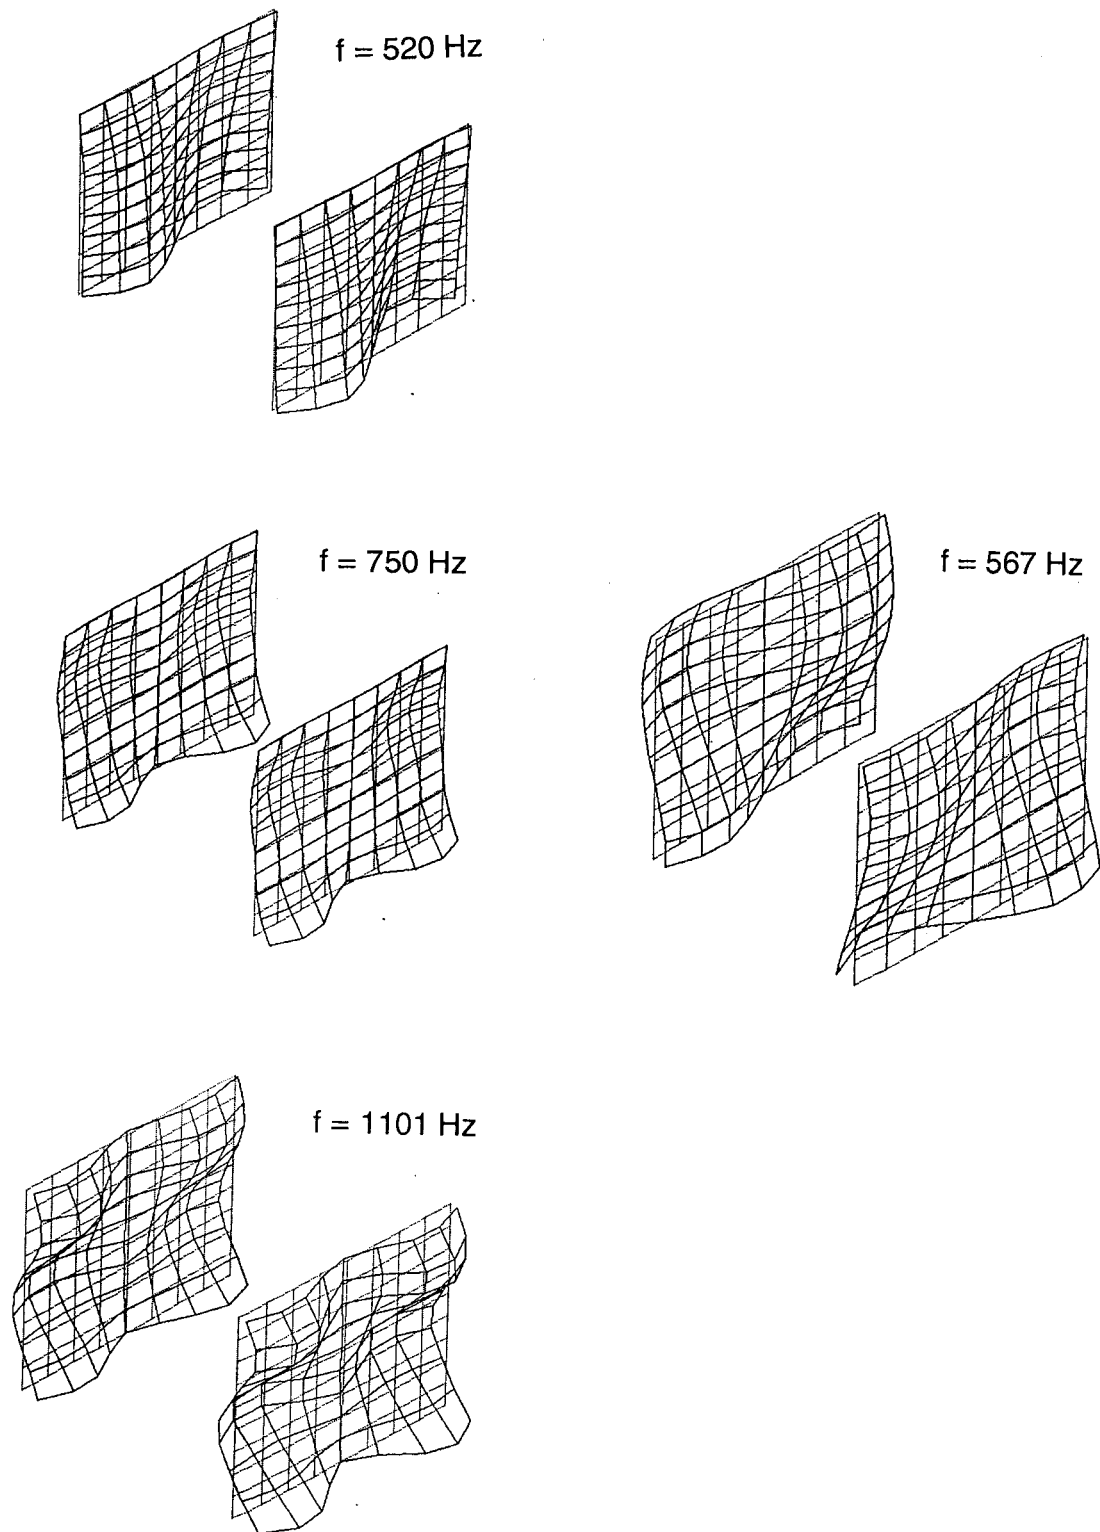 f = 520 Hz
f = 750 Hz
f = 567 Hz
f = 1101 Hz